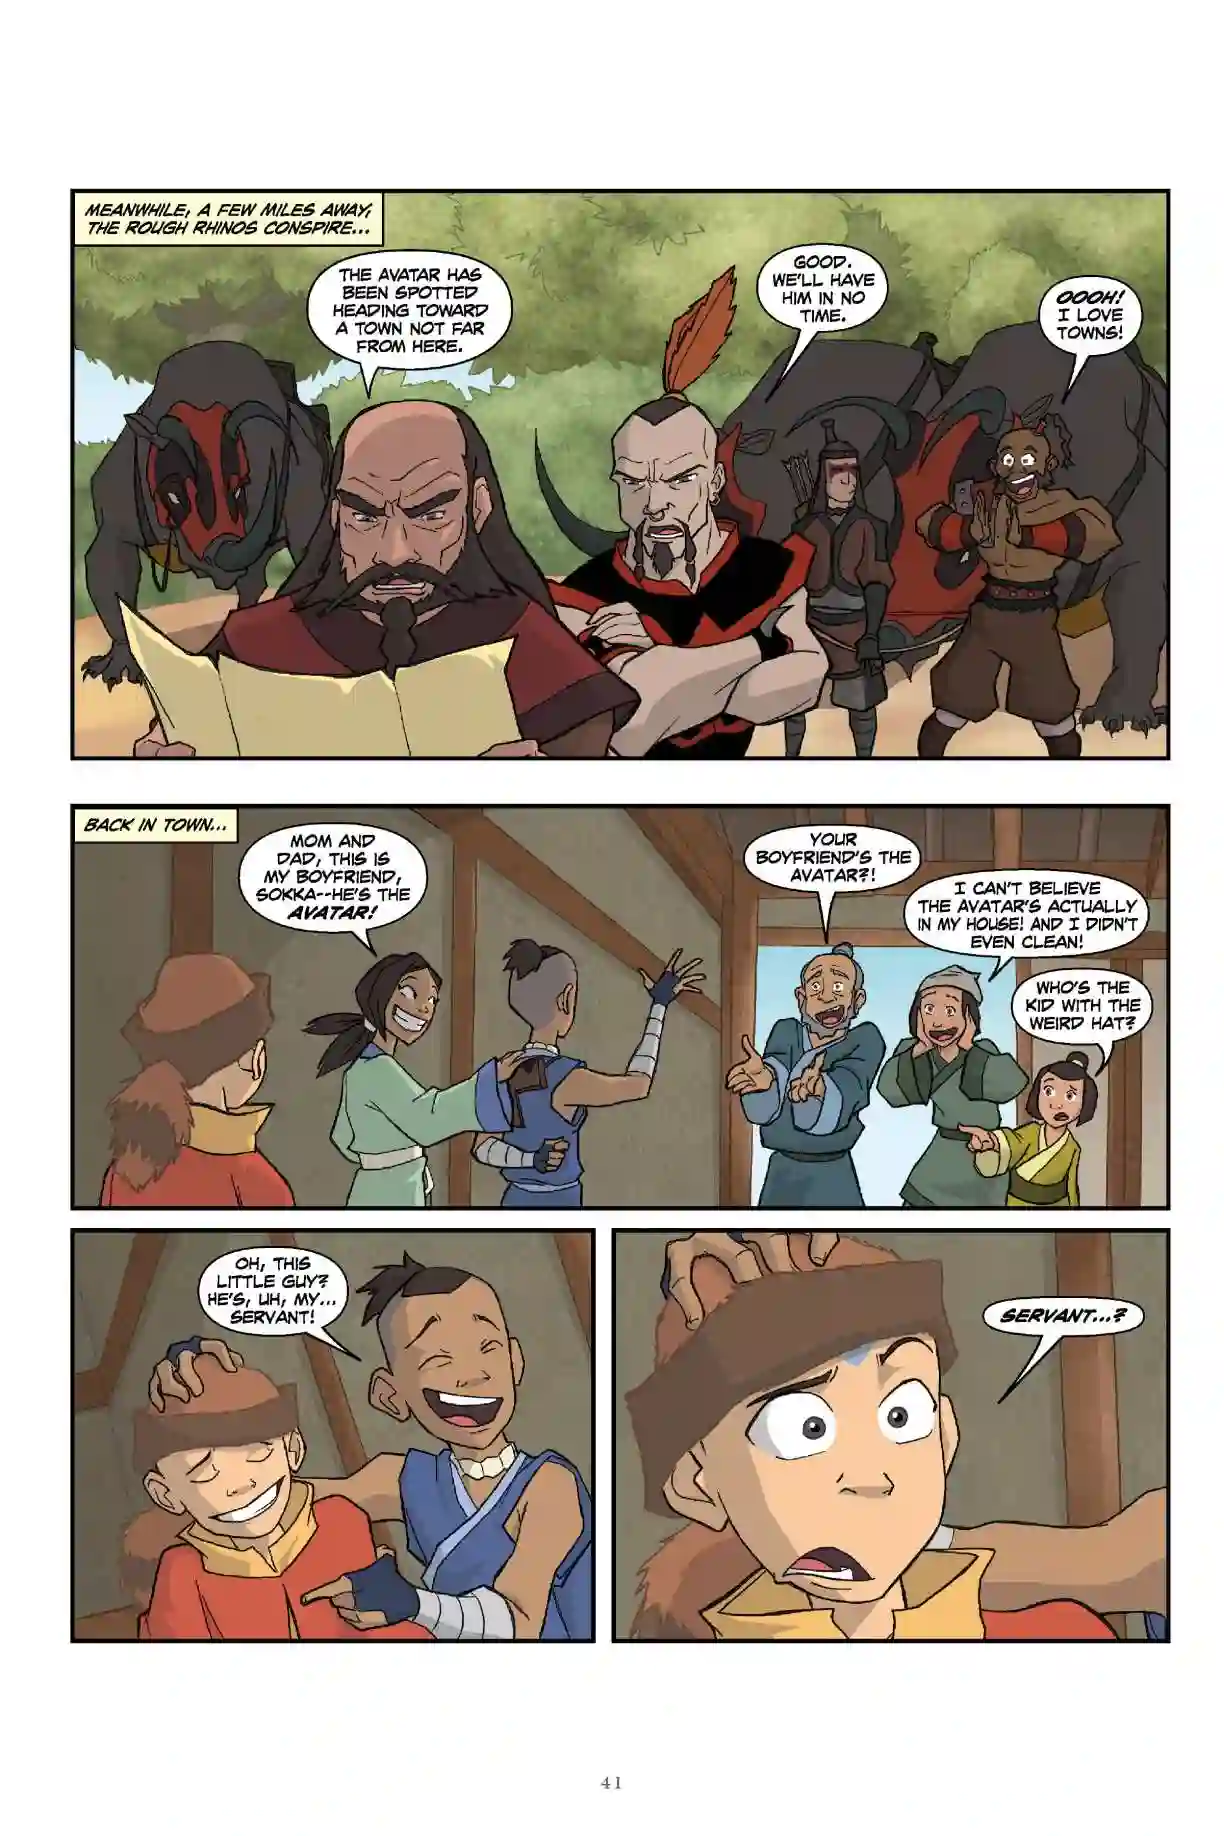 MEANWHILE, A FEW MILES AWAY,
THE ROUGH RHINOS CONSPIRE...
THE AVATAR HAS
BEEN SPOTTED
HEADING TOWARD
A TOWN NOT FAR
FROM HERE.
GOOD.
WE'LL HAVE
HIM IN NO
TIME.
OOOH!
I LOVE
TOWNS!
BACK IN TOWN...
MOM AND
DAD, THIS IS
MY BOYFRIEND,
SOKKA--HE'S THE
AVATAR!
YOUR
BOYFRIEND'S THE
AVATAR?!
I CAN'T BELIEVE
THE AVATAR'S ACTUALLY
IN MY HOUSE! AND I DIDN'T
EVEN CLEAN!
WHO'S THE
KID WITH THE
WEIRD HAT?
OH, THIS
LITTLE GUY?
HE'S, UH, MY...
SERVANT!
SERVANT...?
41